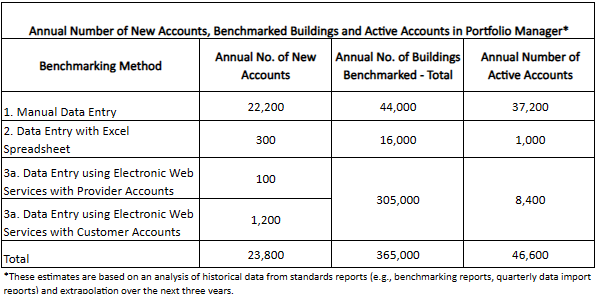 Annual Number of New Accounts, Benchmarked Buildings and Active Accounts in Portfolio Manager*
Benchmarking Method
Annual No. of New
Accounts
Annual No. of Buildings
Benchmarked - Total
Annual Number of
Active Accounts
1. Manual Data Entry
22,200
44,000
37,200
2. Data Entry with Excel
Spreadsheet
300
16,000
1,000
3a. Data Entry using Electronic Web
Services with Provider Accounts
100
305,000
8,400
3a. Data Entry using Electronic Web
Services with Customer Accounts
1,200
Total
23,800
365,000
46,600
*These estimates are based on an analysis of historical data from standards reports (e.g., benchmarking reports, quarterly data import
reports) and extrapolation over the next three years.